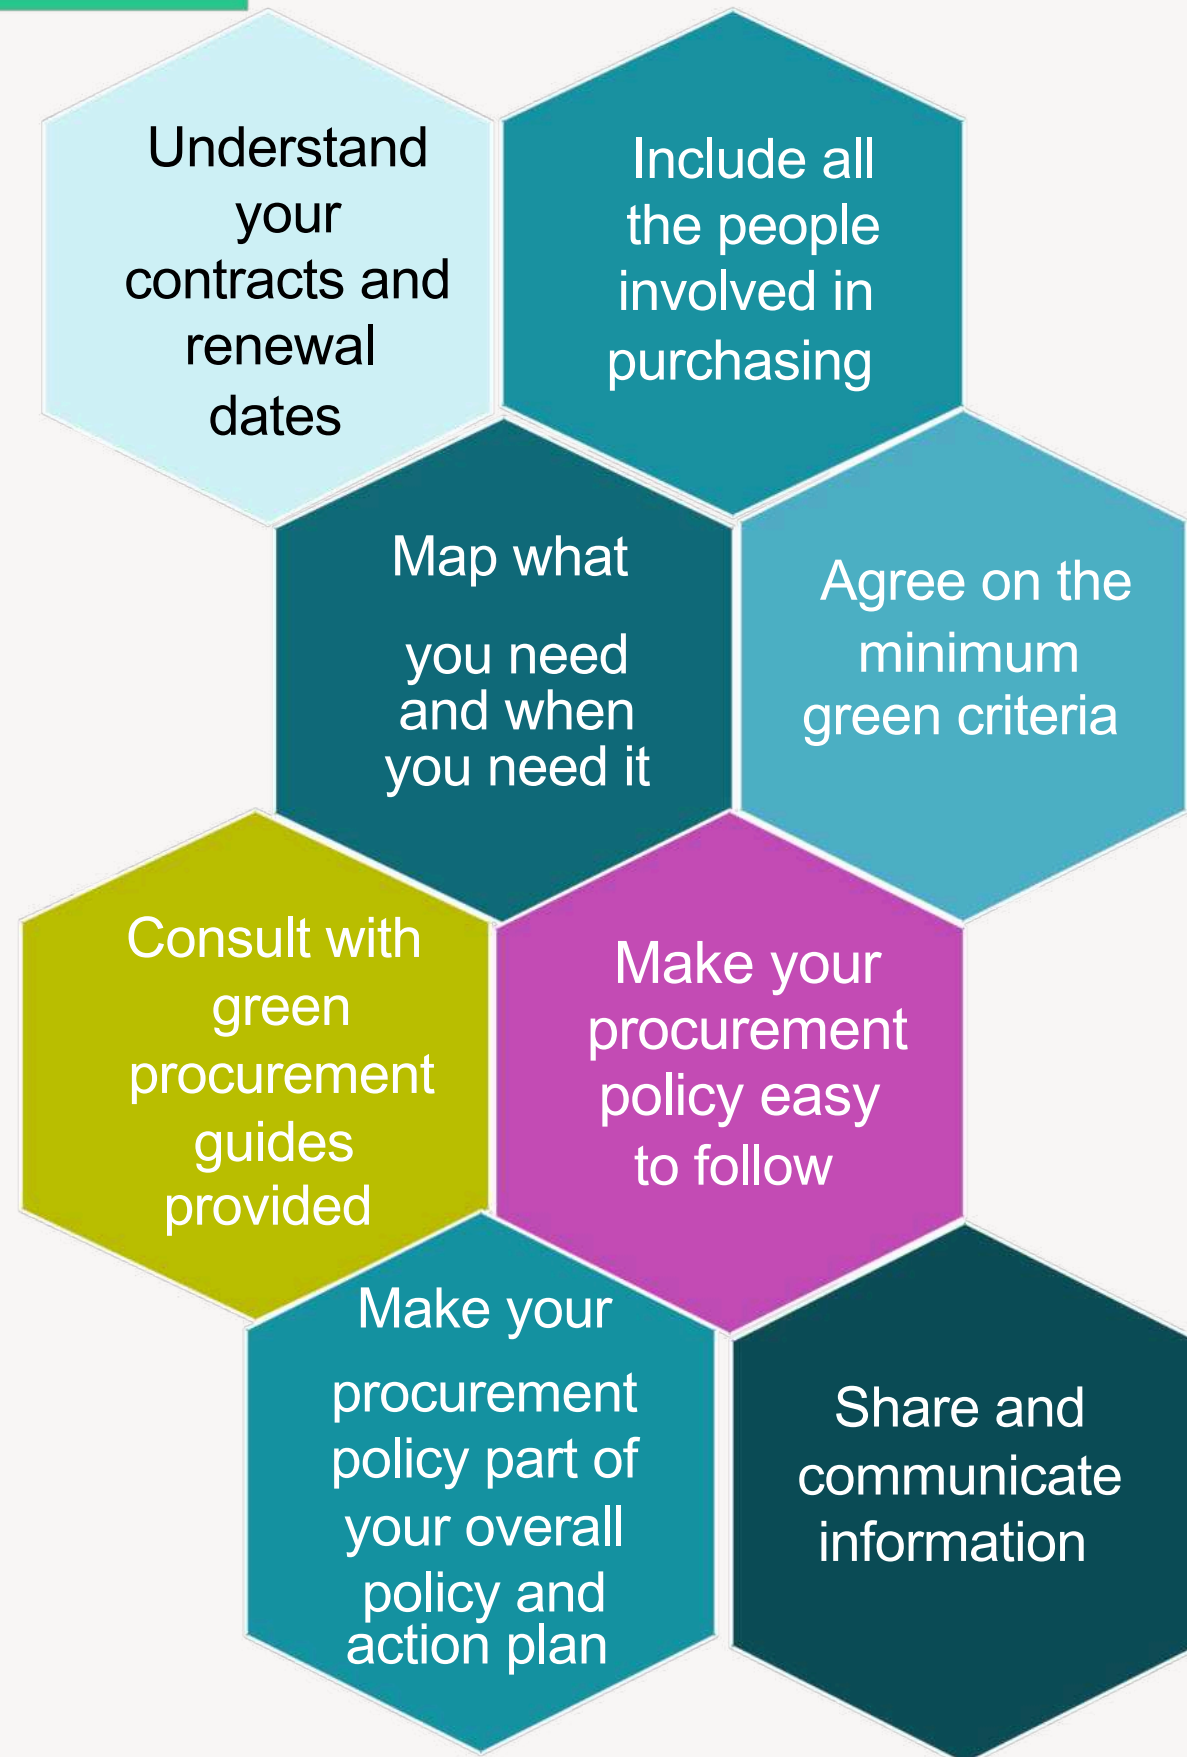 Understand
your
contracts and
renewal
dates
Include all
the people
involved in
purchasing
Map what
you need
and when
you need it
Agree on the
minimum
green criteria
Consult with
green
procurement
guides
provided
Make your
procurement
policy easy
to follow
Make your
procurement
policy part of
your overall
policy and
action plan
Share and
communicate
information